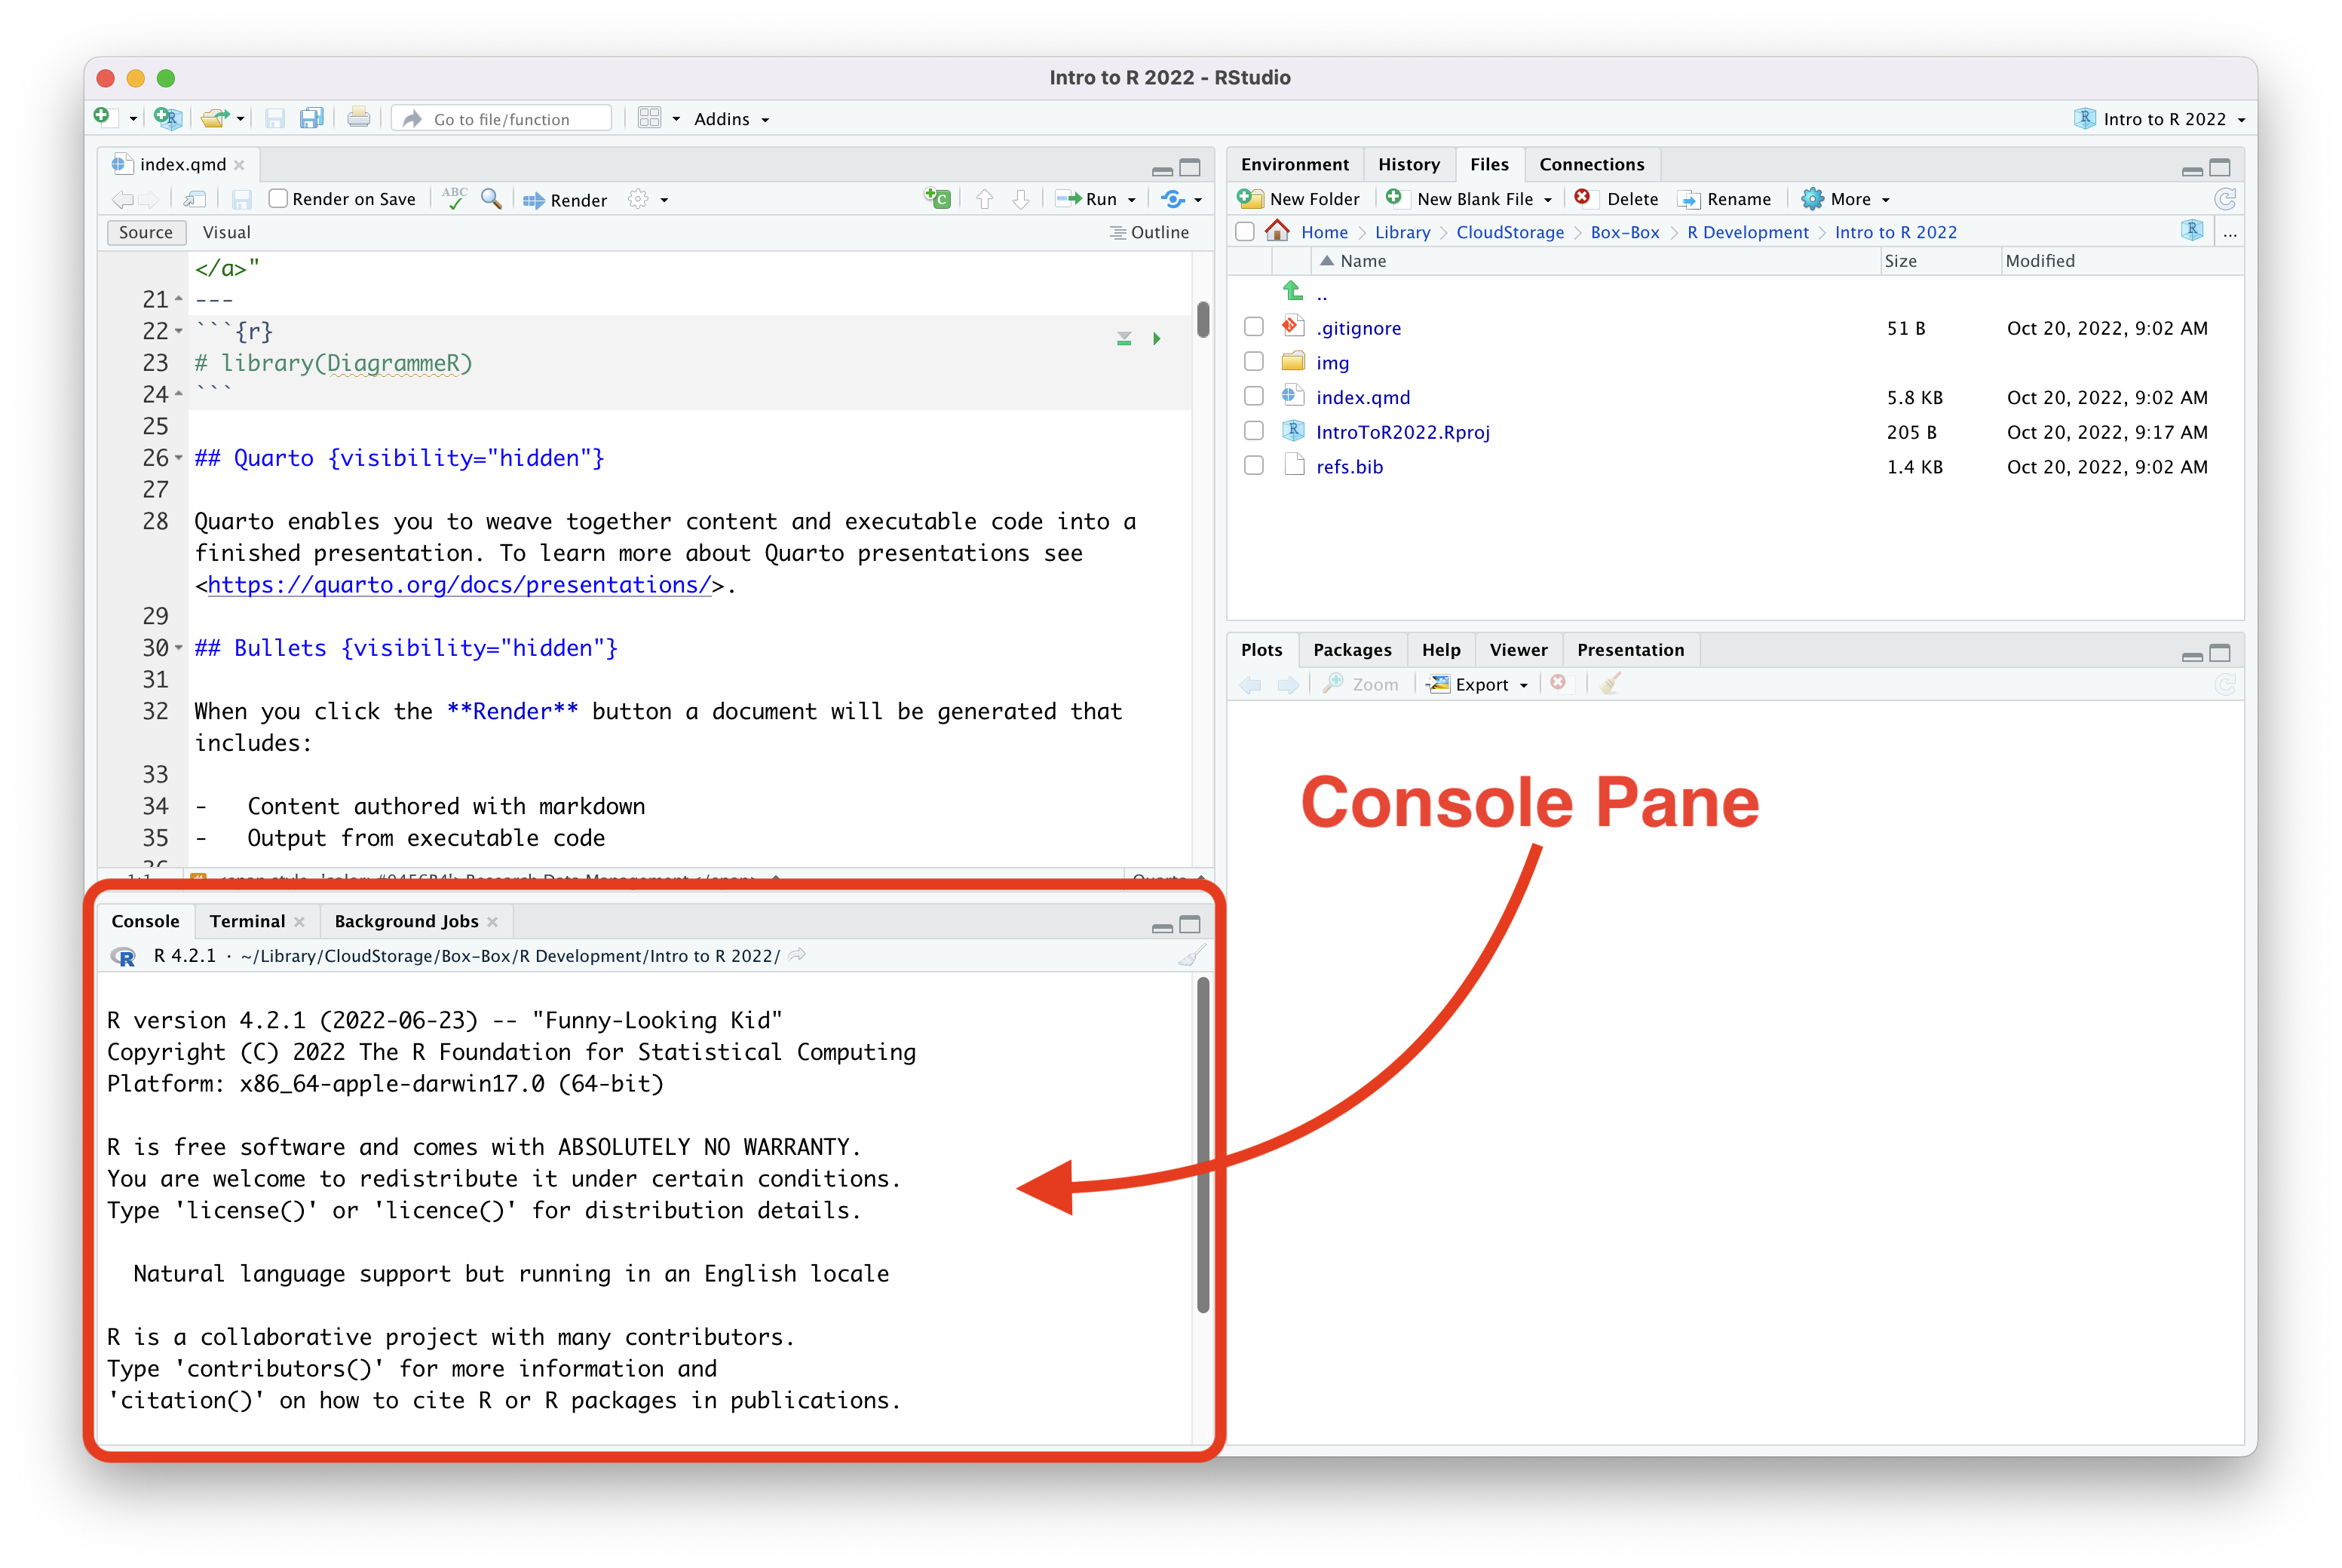 Intro to R 2022 - RStudio
Go to file/function
Addins
Intro to R 2022
index.qmd
Render on Save
ABC
Render
Run
Source
Visual
Outline
</a>"
21 ---
22 ```{r}
23 # library(DiagrammeR)
24 ```
25
26 ## Quarto {visibility="hidden"}
27
28 Quarto enables you to weave together content and executable code into a
finished presentation. To learn more about Quarto presentations see
<https://quarto.org/docs/presentations/>.
29
30 ## Bullets {visibility="hidden"}
31
32 When you click the **Render** button a document will be generated that
includes:
33
34 -   Content authored with markdown
35 -   Output from executable code
Environment History Files Connections
New Folder New Blank File Delete Rename More
Home Library CloudStorage Box-Box R Development Intro to R 2022 R ...
Name Size Modified
..
.gitignore 51 B Oct 20, 2022, 9:02 AM
img
index.qmd 5.8 KB Oct 20, 2022, 9:02 AM
IntroToR2022.Rproj 205 B Oct 20, 2022, 9:17 AM
refs.bib 1.4 KB Oct 20, 2022, 9:02 AM
Plots Packages Help Viewer Presentation
Zoom Export
Console Pane
Console Terminal Background Jobs
R R 4.2.1 · ~/Library/CloudStorage/Box-Box/R Development/Intro to R 2022/
R version 4.2.1 (2022-06-23) -- "Funny-Looking Kid"
Copyright (C) 2022 The R Foundation for Statistical Computing
Platform: x86_64-apple-darwin17.0 (64-bit)
R is free software and comes with ABSOLUTELY NO WARRANTY.
You are welcome to redistribute it under certain conditions.
Type 'license()' or 'licence()' for distribution details.
Natural language support but running in an English locale
R is a collaborative project with many contributors.
Type 'contributors()' for more information and
'citation()' on how to cite R or R packages in publications.